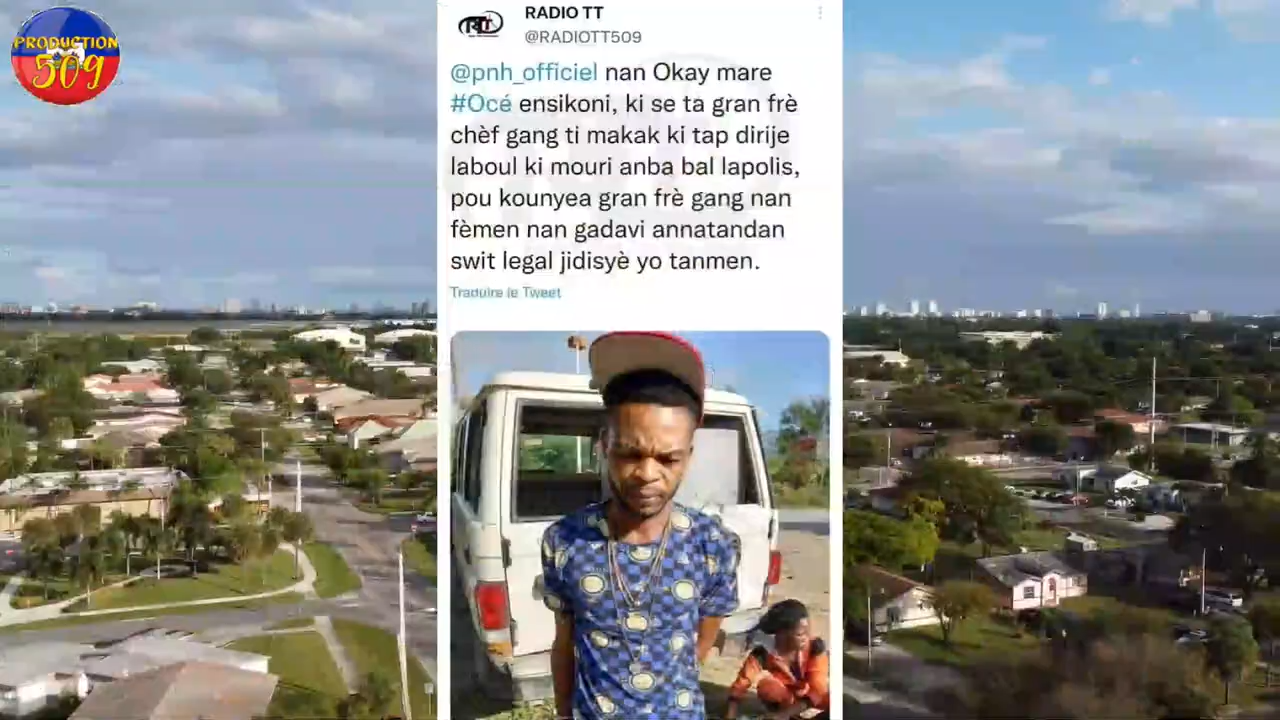 PRODUCTION
509
RADIO TT
@RADIOTT509
@pnh_officiel nan Okay mare
#Océ ensikoni, ki se ta gran frè
chèf gang ti makak ki tap dirije
laboul ki mouri anba bal lapolis,
pou kounyea gran frè gang nan
fèmen nan gadavi annatandan
swit legal jidisyè yo tanmen.
Traduire le Tweet